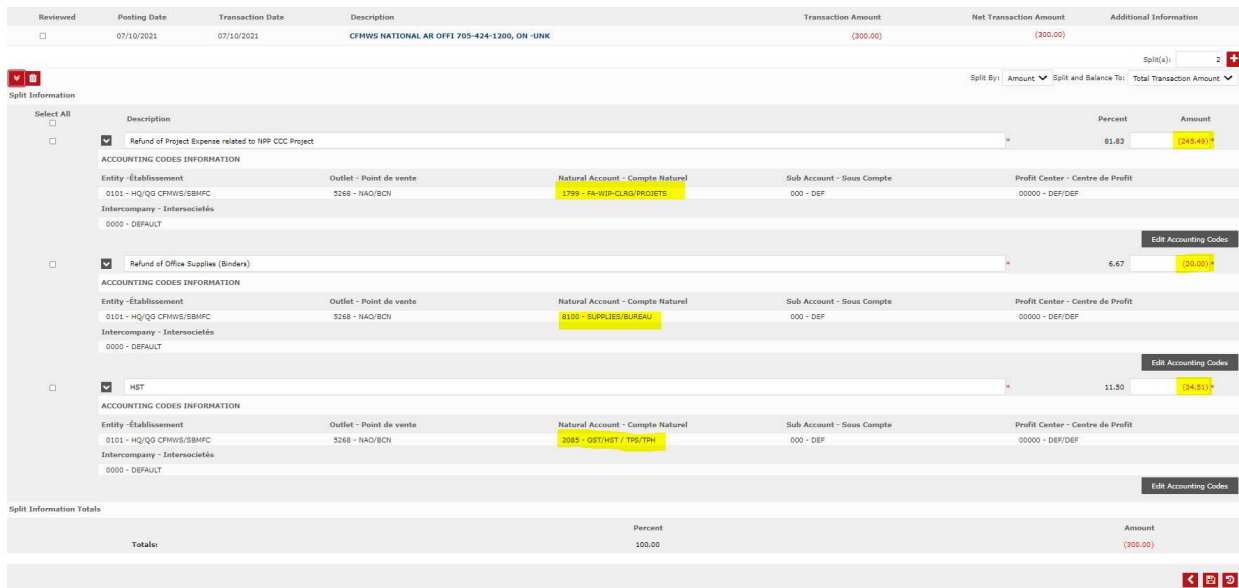 Reviewed Posting Date Transaction Date Description Transaction Amount Net Transaction Amount Additional Information
07/10/2021 07/10/2021 CFMWS NATIONAL AR OFFI 705-424-1200, ON -UNK (300.00) (300.00)
Split(s): 2
Split By: Amount Split and Balance To: Total Transaction Amount
Split Information
Select All Description Percent Amount
Refund of Project Expense related to NPP CCC Project * 81.83 (245.49) *
ACCOUNTING CODES INFORMATION
Entity -Établissement Outlet - Point de vente Natural Account - Compte Naturel Sub Account - Sous Compte Profit Center - Centre de Profit
0101 - HQ/QG CFMWS/SBMFC 5268 - NAO/BCN 1799 - FA-WIP-CLRG/PROJETS 000 - DEF 00000 - DEF/DEF
Intercompany - Intersocietés
0000 - DEFAULT
Edit Accounting Codes
Refund of Office Supplies (Binders) * 6.67 (20.00) *
ACCOUNTING CODES INFORMATION
Entity -Établissement Outlet - Point de vente Natural Account - Compte Naturel Sub Account - Sous Compte Profit Center - Centre de Profit
0101 - HQ/QG CFMWS/SBMFC 5268 - NAO/BCN 8100 - SUPPLIES/BUREAU 000 - DEF 00000 - DEF/DEF
Intercompany - Intersocietés
0000 - DEFAULT
Edit Accounting Codes
HST * 11.50 (34.51) *
ACCOUNTING CODES INFORMATION
Entity -Établissement Outlet - Point de vente Natural Account - Compte Naturel Sub Account - Sous Compte Profit Center - Centre de Profit
0101 - HQ/QG CFMWS/SBMFC 5268 - NAO/BCN 2085 - GST/HST / TPS/TPH 000 - DEF 00000 - DEF/DEF
Intercompany - Intersocietés
0000 - DEFAULT
Edit Accounting Codes
Split Information Totals
Percent Amount
Totals: 100.00 (300.00)